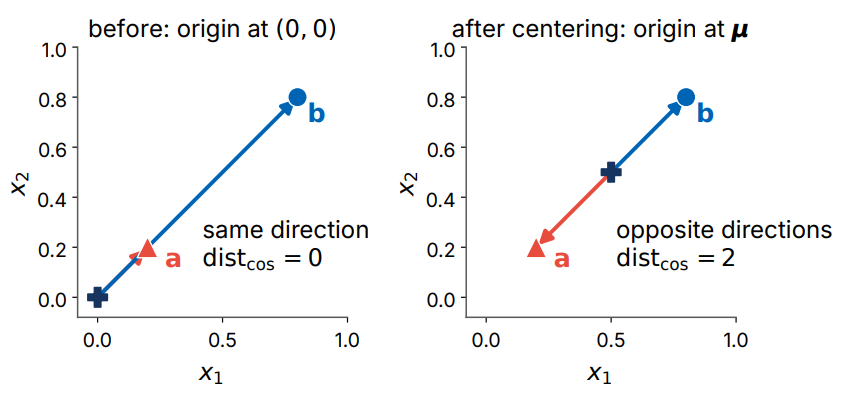 before: origin at (0, 0)
1.0
0.8
0.6
0.4
0.2
0.0
x₂
b
a
same direction
dist_cos = 0
0.0 0.5 1.0
x₁
after centering: origin at μ
1.0
0.8
0.6
0.4
0.2
0.0
x₂
b
a
opposite directions
dist_cos = 2
0.0 0.5 1.0
x₁